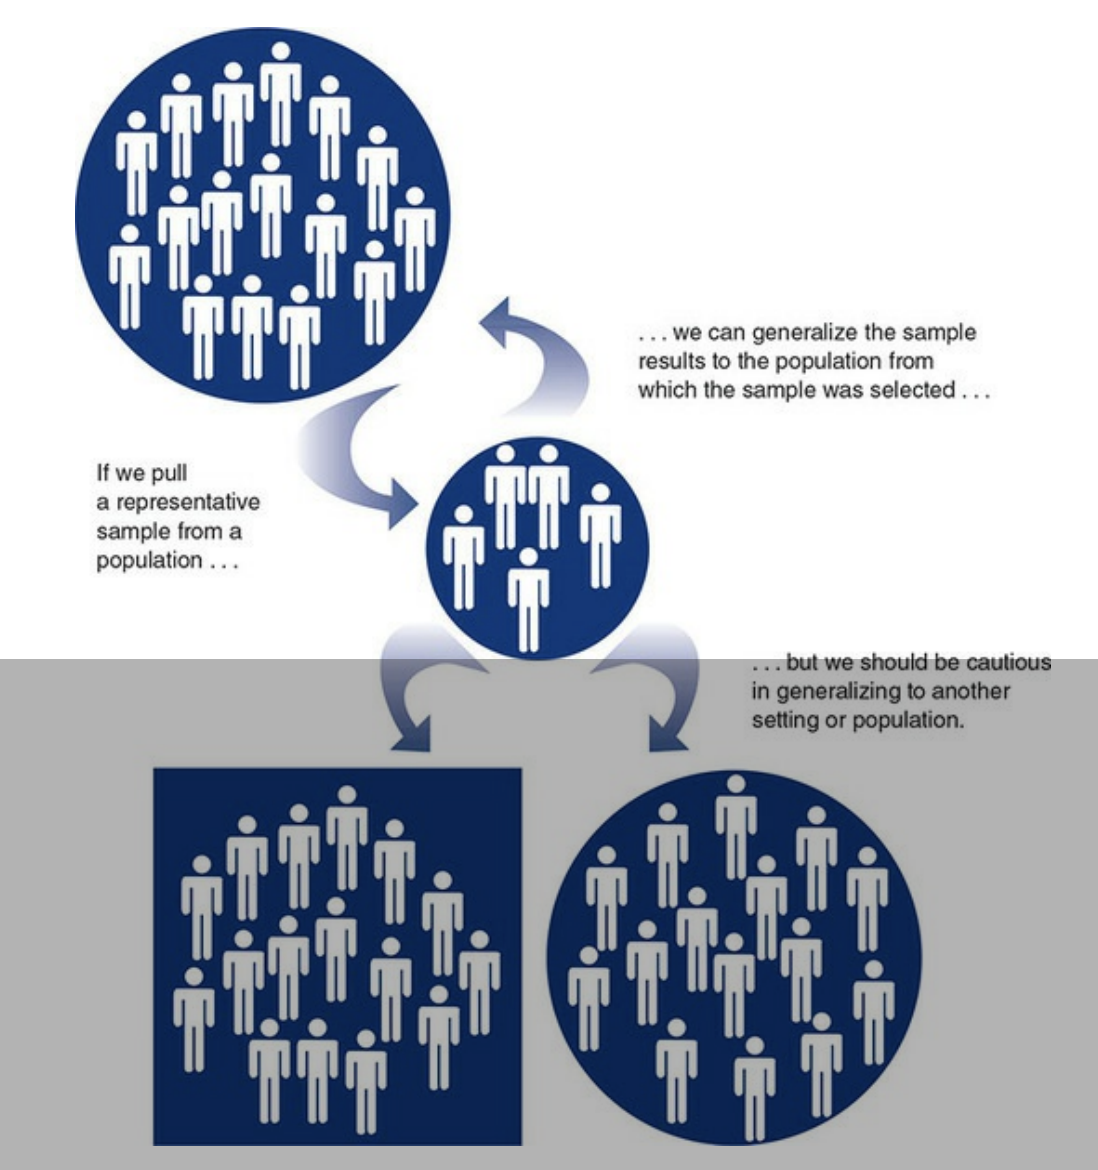 If we pull
a representative
sample from a
population . . .
. . . we can generalize the sample
results to the population from
which the sample was selected . . .
. . . but we should be cautious
in generalizing to another
setting or population.